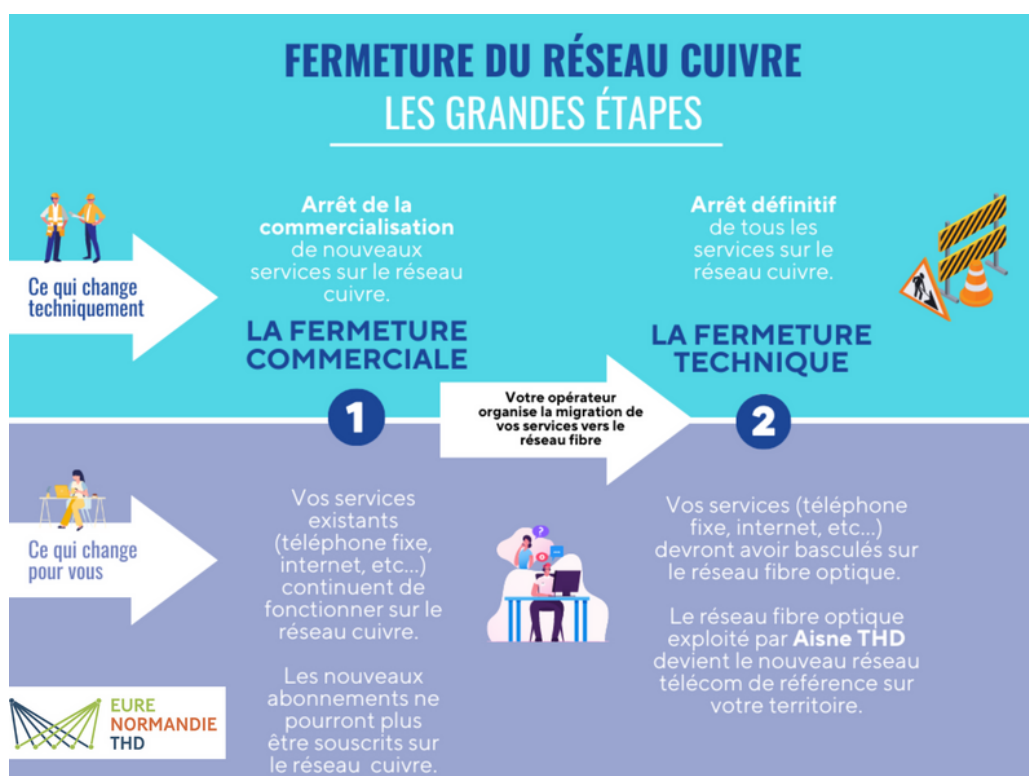 FERMETURE DU RÉSEAU CUIVRE
LES GRANDES ÉTAPES
Ce qui change
techniquement
Arrêt de la
commercialisation
de nouveaux
services sur le réseau
cuivre.
LA FERMETURE
COMMERCIALE
1
Arrêt définitif
de tous les
services sur le
réseau cuivre.
LA FERMETURE
TECHNIQUE
2
Votre opérateur
organise la migration de
vos services vers le
réseau fibre
Ce qui change
pour vous
Vos services
existants
(téléphone fixe,
internet, etc...)
continuent de
fonctionner sur le
réseau cuivre.
Les nouveaux
abonnements ne
pourront plus
être souscrits sur
le réseau cuivre.
?
Vos services (téléphone
fixe, internet, etc...)
devront avoir basculés sur
le réseau fibre optique.
Le réseau fibre optique
exploité par Aisne THD
devient le nouveau réseau
télécom de référence sur
votre territoire.
EURE
NORMANDIE
THD